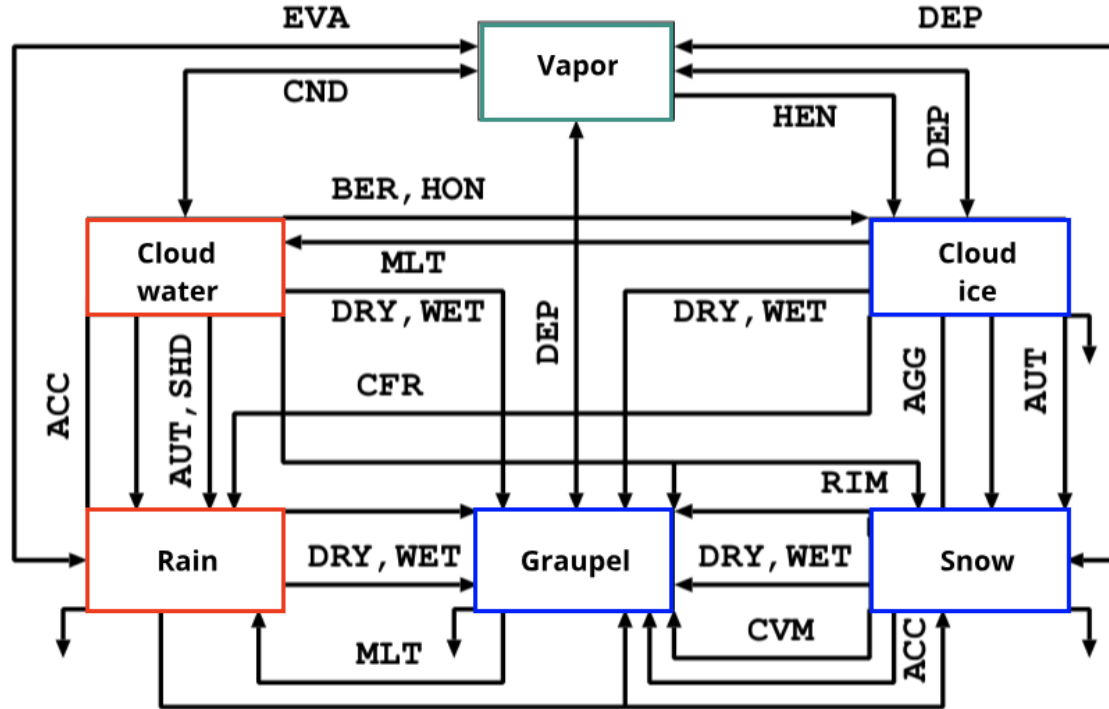 EVA
DEP
Vapor
CND
HEN
DEP
BER,HON
Cloud
water
Cloud
ice
MLT
DRY,WET
DEP
DRY,WET
ACC
AUT,SHD
CFR
AGG
AUT
RIM
Rain
DRY,WET
Graupel
DRY,WET
Snow
MLT
CVM
ACC